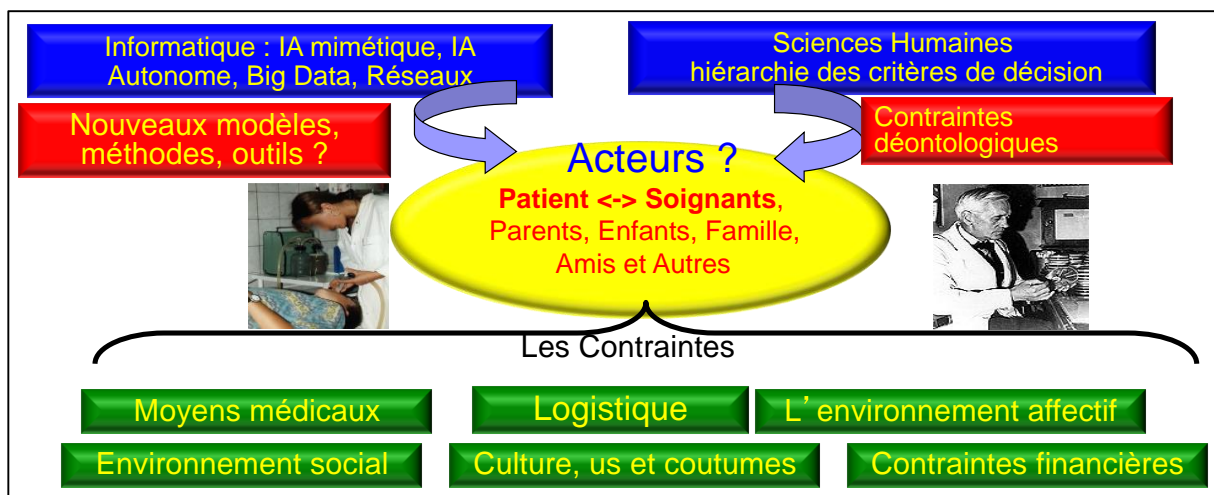 Informatique : IA mimétique, IA
Autonome, Big Data, Réseaux
Sciences Humaines
hiérarchie des critères de décision
Nouveaux modèles,
méthodes, outils ?
Contraintes
déontologiques
Acteurs ?
Patient <-> Soignants,
Parents, Enfants, Famille,
Amis et Autres
Les Contraintes
Moyens médicaux
Logistique
L’environnement affectif
Environnement social
Culture, us et coutumes
Contraintes financières